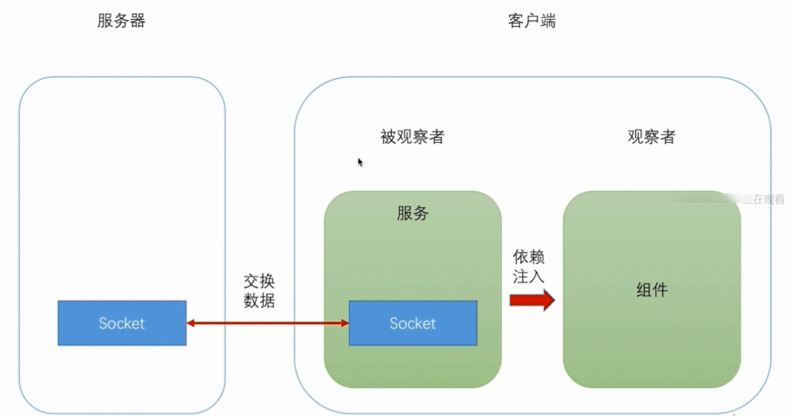 服务器
客户端
被观察者
观察者
服务
依赖
注入
组件
交换
数据
Socket
Socket
在观看